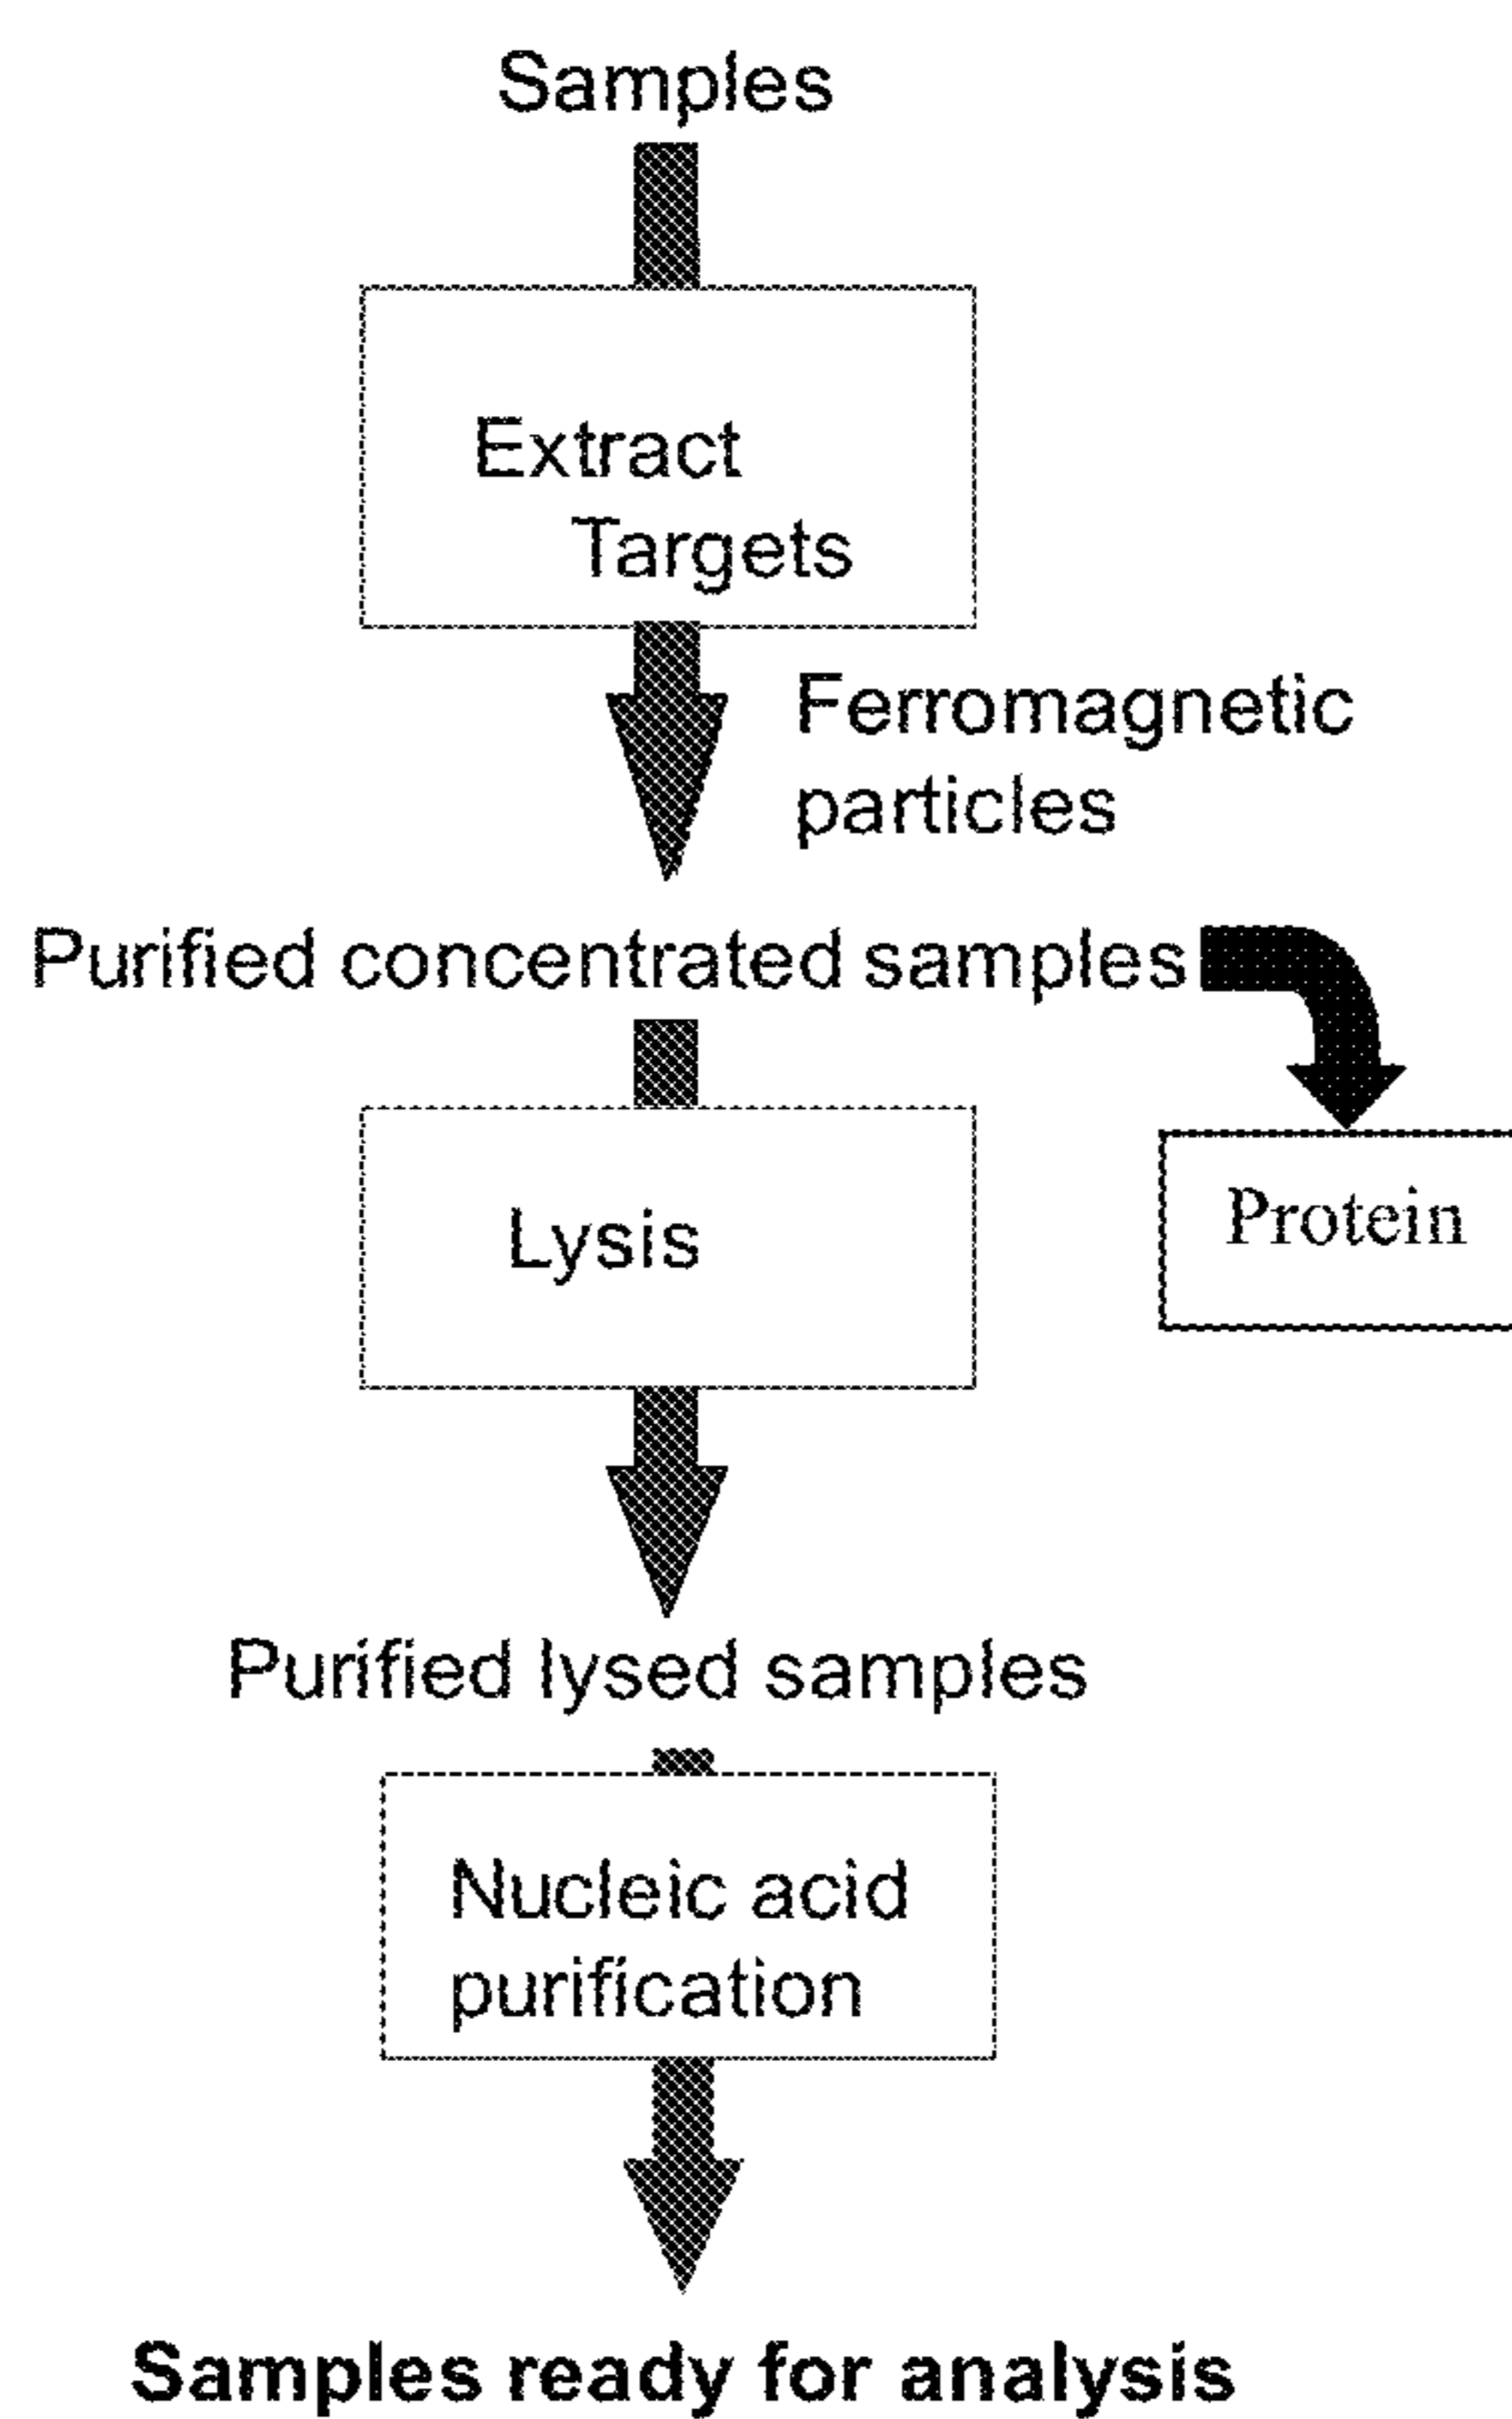 Samples
Extract
Targets
Ferromagnetic
particles
Purified concentrated samples
Lysis
Protein
Purified lysed samples
Nucleic acid
purification
Samples ready for analysis